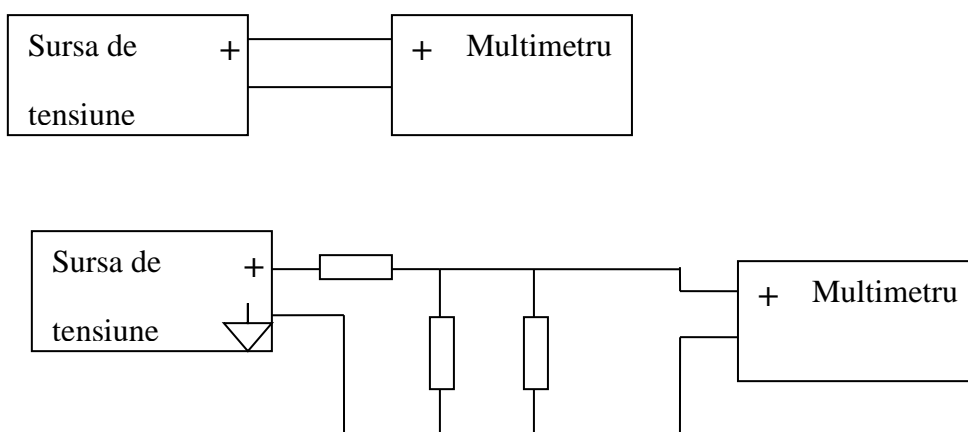 Sursa de + + Multimetru
tensiune
Sursa de + + Multimetru
tensiune